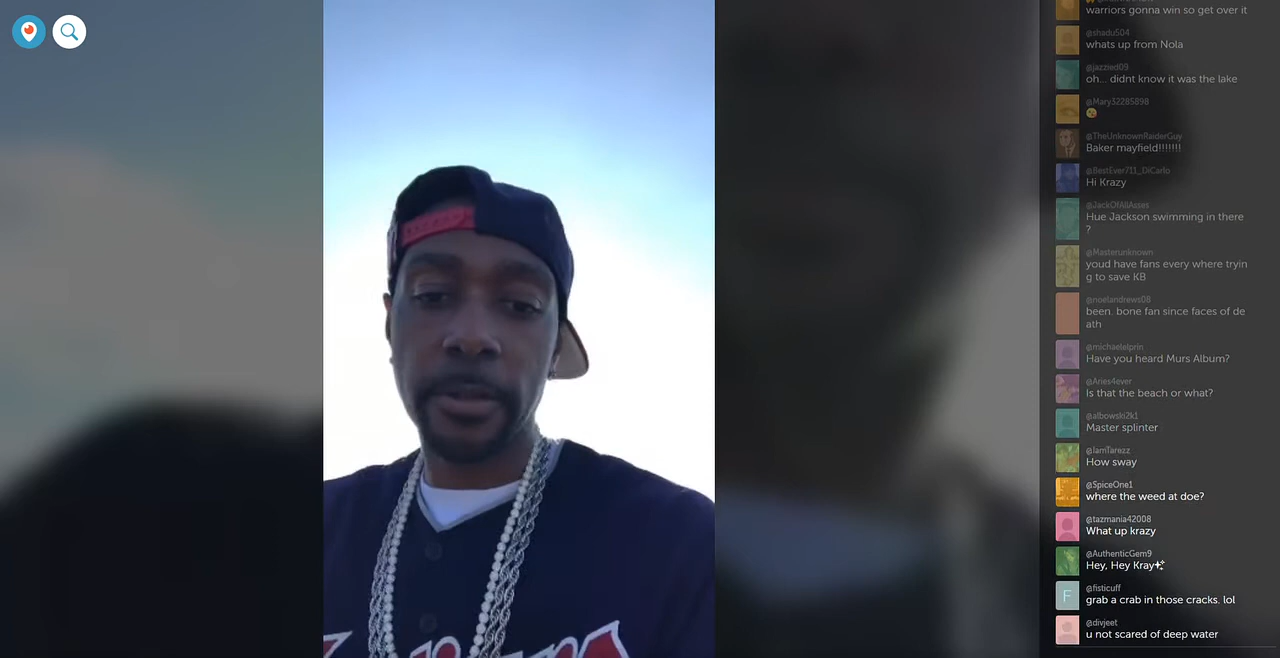 warriors gonna win so get over it
@shadu504
whats up from Nola
@jazzied09
oh... didnt know it was the lake
@Mary32285898
@TheUnknownRaiderGuy
Baker mayfield!!!!!!!
@BestEver711_DiCarlo
Hi Krazy
@JackOfAllAsses
Hue Jackson swimming in there
?
@Masterunknown
youd have fans every where tryin
g to save KB
@noelandrews08
been. bone fan since faces of de
ath
@michaelelprin
Have you heard Murs Album?
@Aries4ever
Is that the beach or what?
@albowski2k1
Master splinter
@IamTarezz
How sway
@SpiceOne1
where the weed at doe?
@tazmania42008
What up krazy
@AuthenticGem9
Hey, Hey Kray✨
@fisticuff
F
grab a crab in those cracks. lol
@divjeet
u not scared of deep water